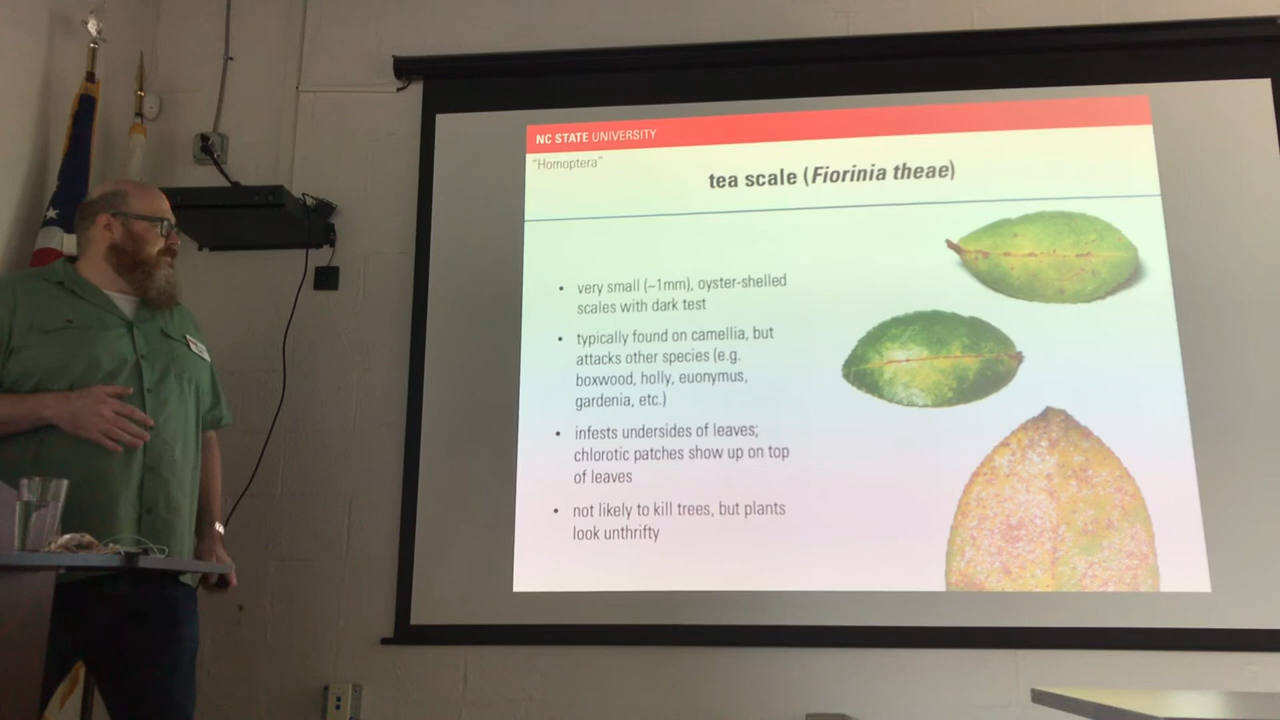 NC STATE UNIVERSITY
"Homoptera"
tea scale (Fiorinia theae)
• very small (~1mm), oyster-shelled
scales with dark test
• typically found on camellia, but
attacks other species (e.g.
boxwood, holly, euonymus,
gardenia, etc.)
• infests undersides of leaves;
chlorotic patches show up on top
of leaves
• not likely to kill trees, but plants
look unthrifty